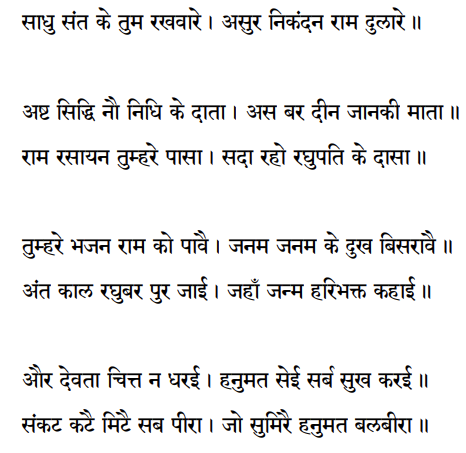 साधु संत के तुम रखवारे। असुर निकंदन राम दुलारे॥
अष्ट सिद्धि नौ निधि के दाता। अस बर दीन जानकी माता॥
राम रसायन तुम्हरे पासा। सदा रहो रघुपति के दासा॥
तुम्हरे भजन राम को पावै। जनम जनम के दुख बिसरावै॥
अंत काल रघुबर पुर जाई। जहाँ जन्म हरिभक्त कहाई॥
और देवता चित्त न धरई। हनुमत सेई सर्ब सुख करई॥
संकट कटै मिटै सब पीरा। जो सुमिरै हनुमत बलबीरा॥